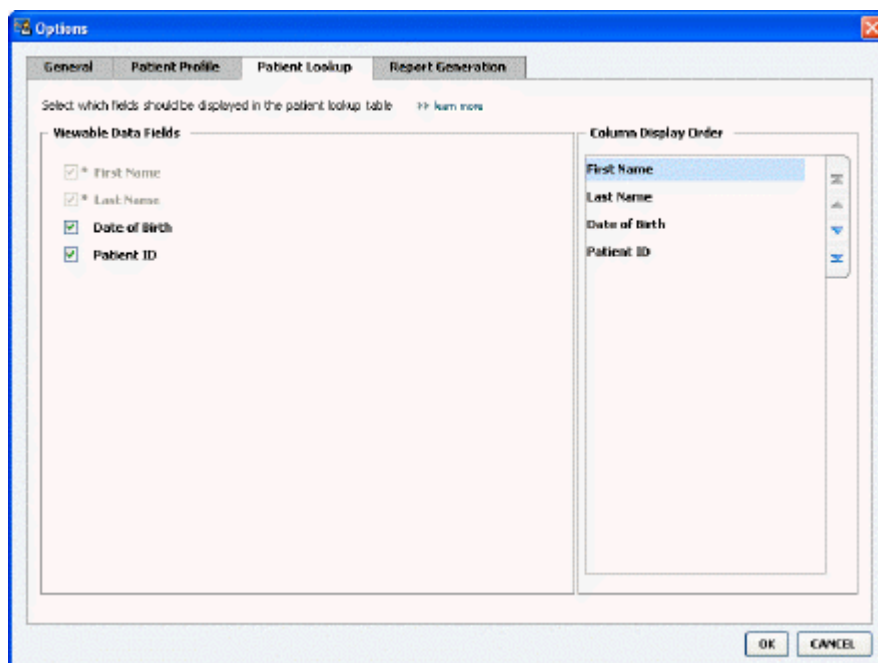 Options
General Patient Profile Patient Lookup Report Generation
Select which fields should be displayed in the patient lookup table >> learn more
Viewable Data Fields
* First Name
* Last Name
Date of Birth
Patient ID
Column Display Order
First Name
Last Name
Date of Birth
Patient ID
OK CANCEL